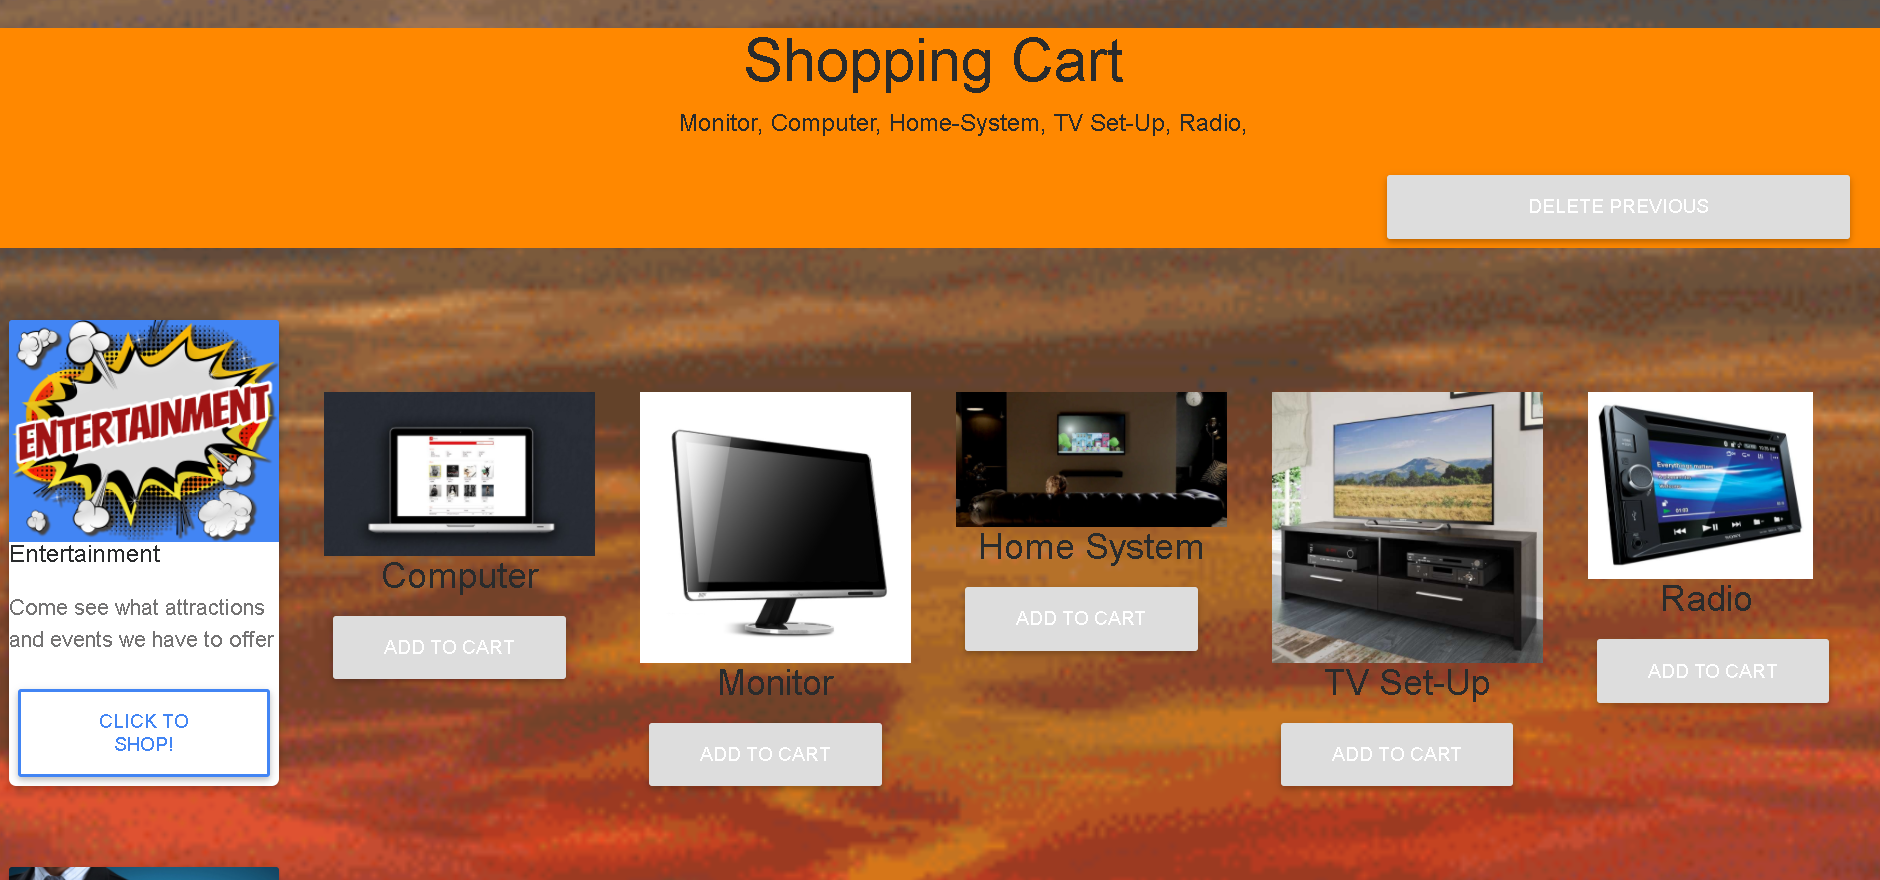 Shopping Cart
Monitor, Computer, Home-System, TV Set-Up, Radio,
DELETE PREVIOUS
ENTERTAINMENT
Entertainment
Come see what attractions
and events we have to offer
CLICK TO
SHOP!
Computer
ADD TO CART
Monitor
ADD TO CART
Home System
ADD TO CART
TV Set-Up
ADD TO CART
Everythingsmatters
SONY
Radio
ADD TO CART